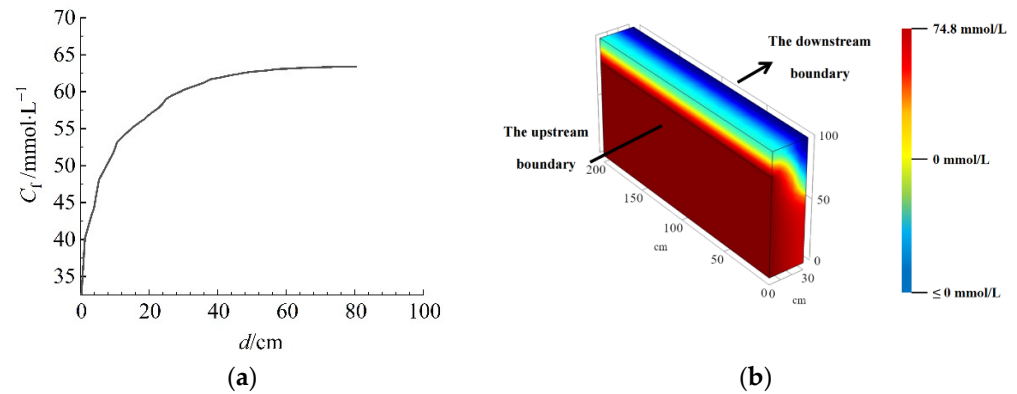 70
65
60
55
50
45
40
35
C_f /mmol·L⁻¹
0 20 40 60 80 100
d/cm
(a)
The downstream
boundary
The upstream
boundary
100
50
0
200
150
100
cm
50
0 0
30
cm
74.8 mmol/L
0 mmol/L
≤ 0 mmol/L
(b)